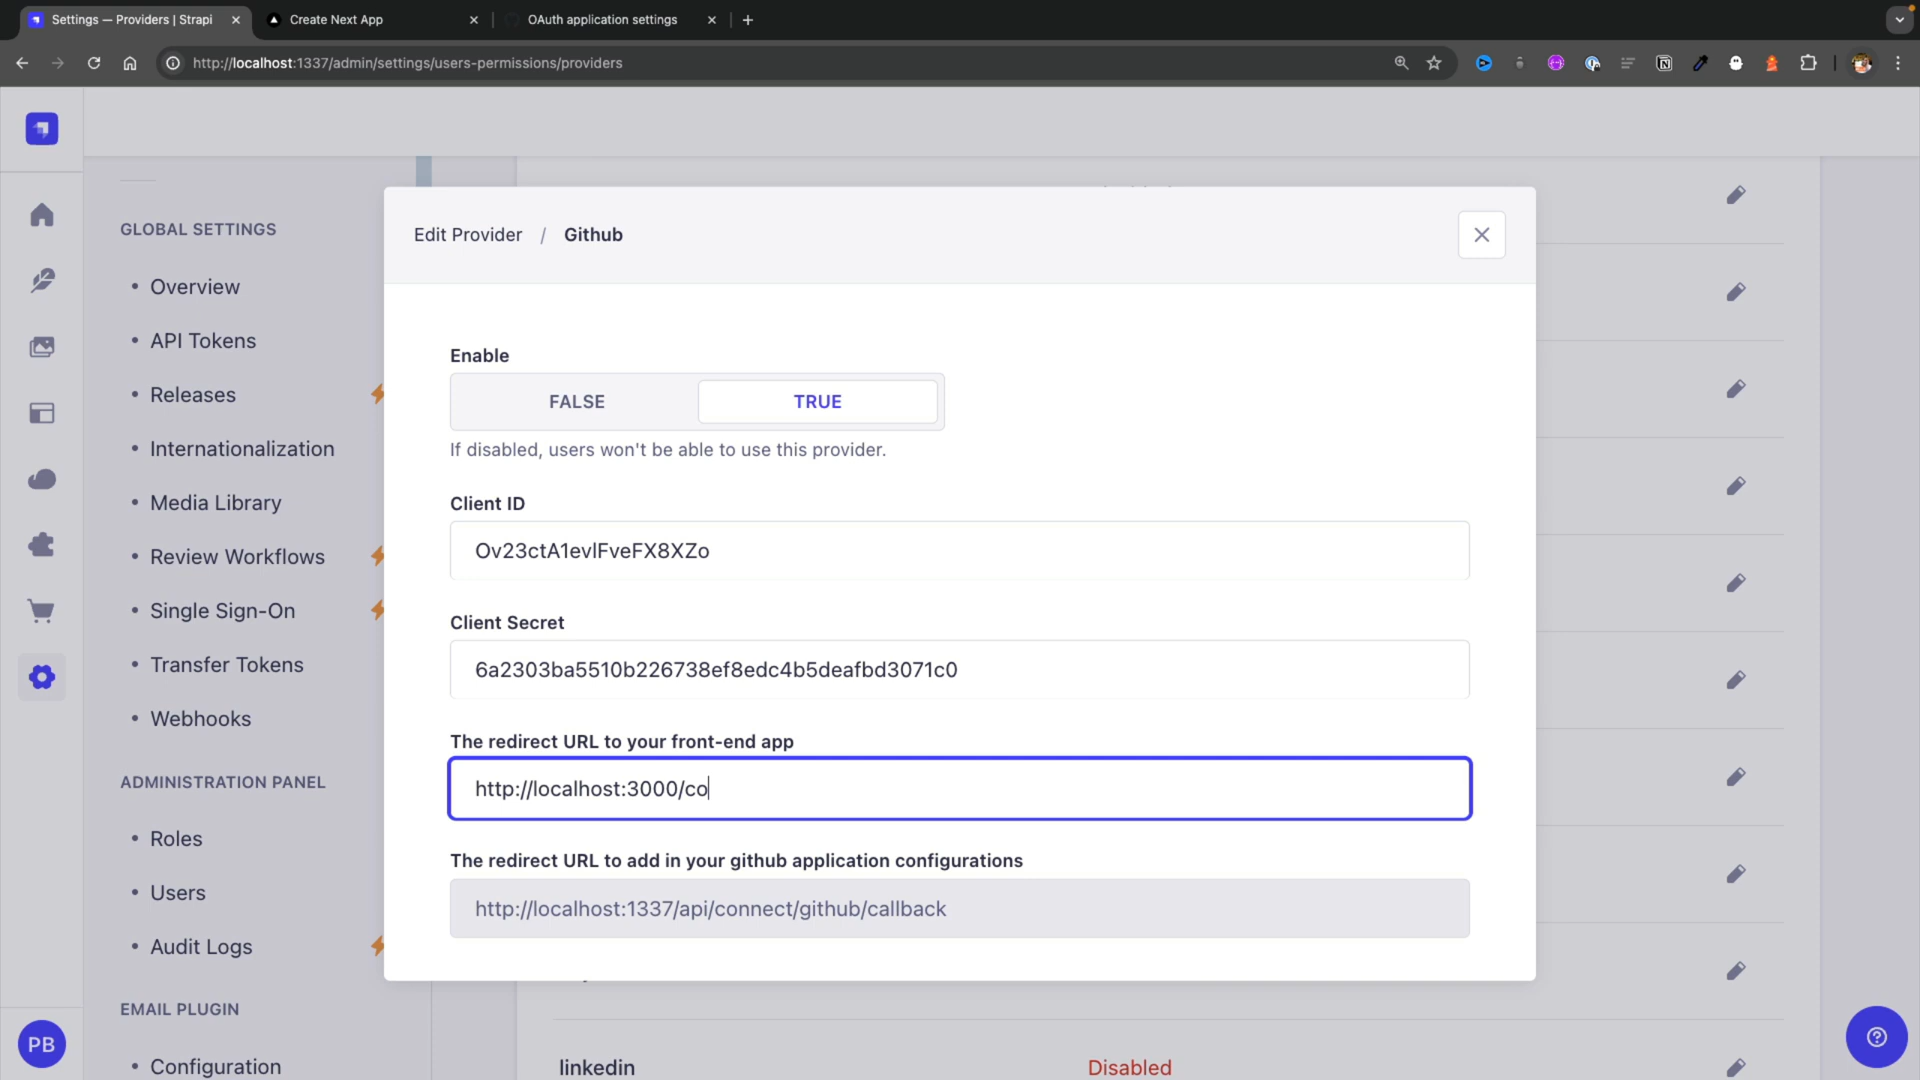 Settings — Providers | Strapi
Create Next App
OAuth application settings
http://localhost:1337/admin/settings/users-permissions/providers
GLOBAL SETTINGS
Overview
API Tokens
Releases
Internationalization
Media Library
Review Workflows
Single Sign-On
Transfer Tokens
Webhooks
ADMINISTRATION PANEL
Roles
Users
Audit Logs
EMAIL PLUGIN
Configuration
PB
Edit Provider / Github
Enable
FALSE
TRUE
If disabled, users won't be able to use this provider.
Client ID
Ov23ctA1evlFveFX8XZo
Client Secret
6a2303ba5510b226738ef8edc4b5deafbd3071c0
The redirect URL to your front-end app
http://localhost:3000/co
The redirect URL to add in your github application configurations
http://localhost:1337/api/connect/github/callback
linkedin
Disabled